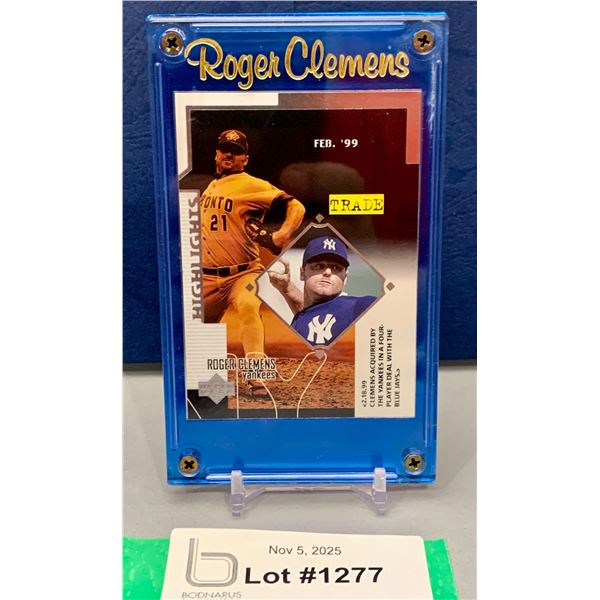 Roger Clemens
FEB. '99
TRADE
ONTO
21
HIGHLIGHTS
NY
ROGER CLEMENS
yankees
«2.18.99
CLEMENS ACQUIRED BY
THE YANKEES IN A FOUR-
PLAYER DEAL WITH THE
BLUE JAYS.»
Nov 5, 2025
Lot #1277
b
BODNARUS